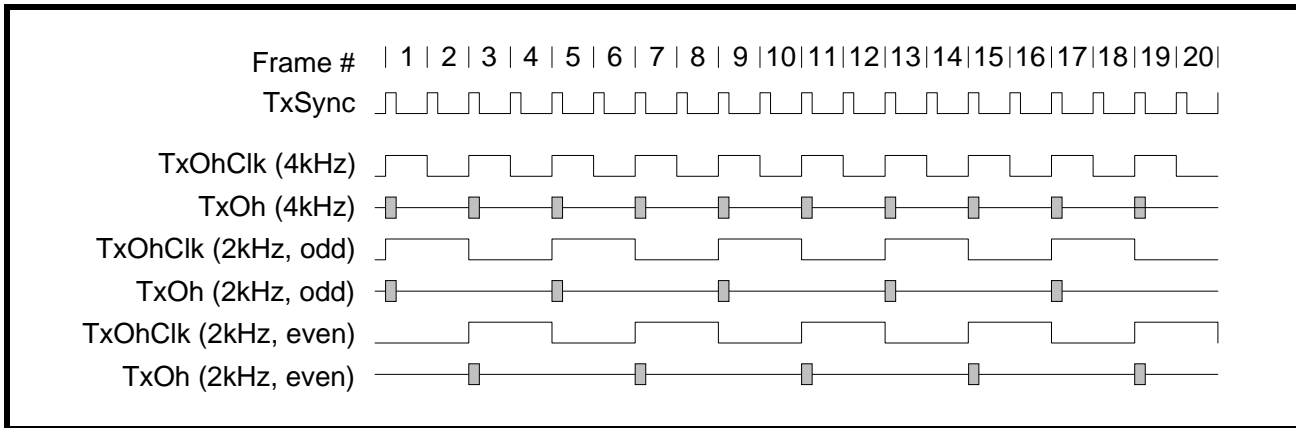 Frame # | 1 | 2 | 3 | 4 | 5 | 6 | 7 | 8 | 9 |10|11|12|13|14|15|16|17|18|19|20|
TxSync
TxOhClk (4kHz)
TxOh (4kHz)
TxOhClk (2kHz, odd)
TxOh (2kHz, odd)
TxOhClk (2kHz, even)
TxOh (2kHz, even)